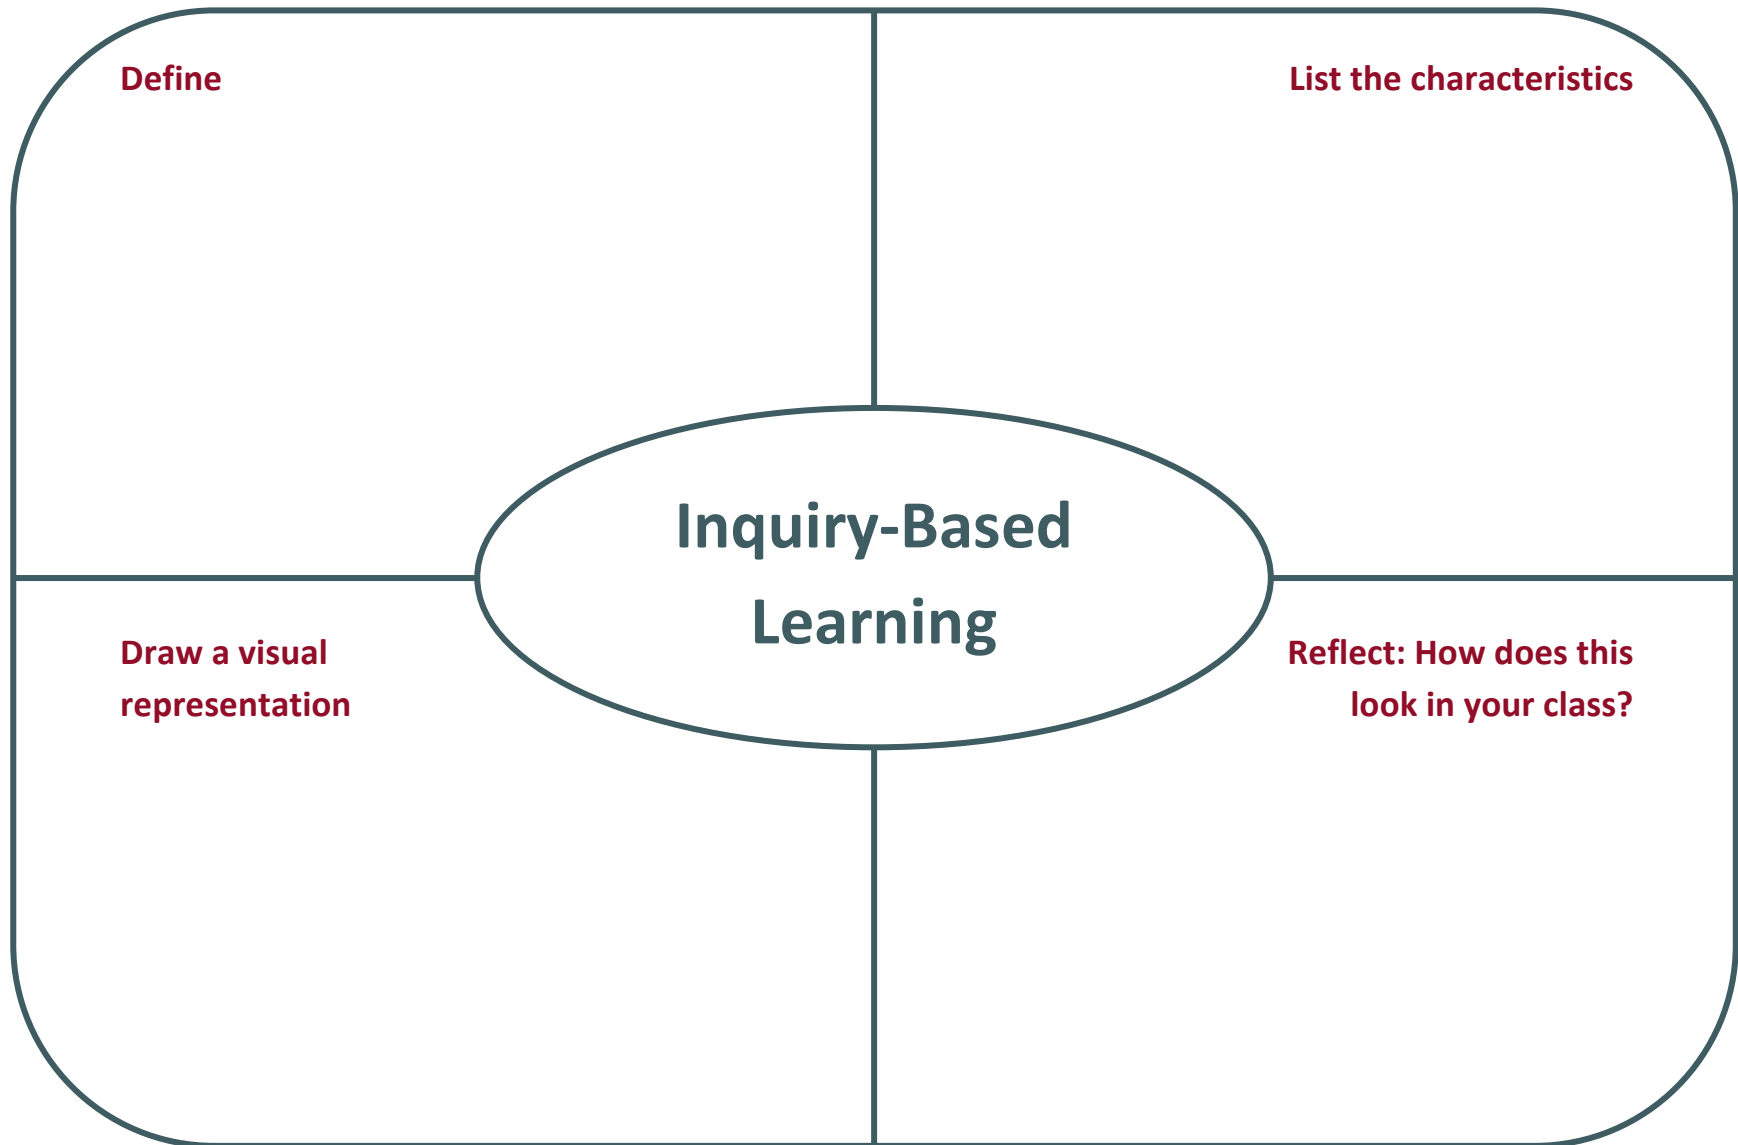 Define
List the characteristics
Inquiry-Based
Learning
Draw a visual
representation
Reflect: How does this
look in your class?